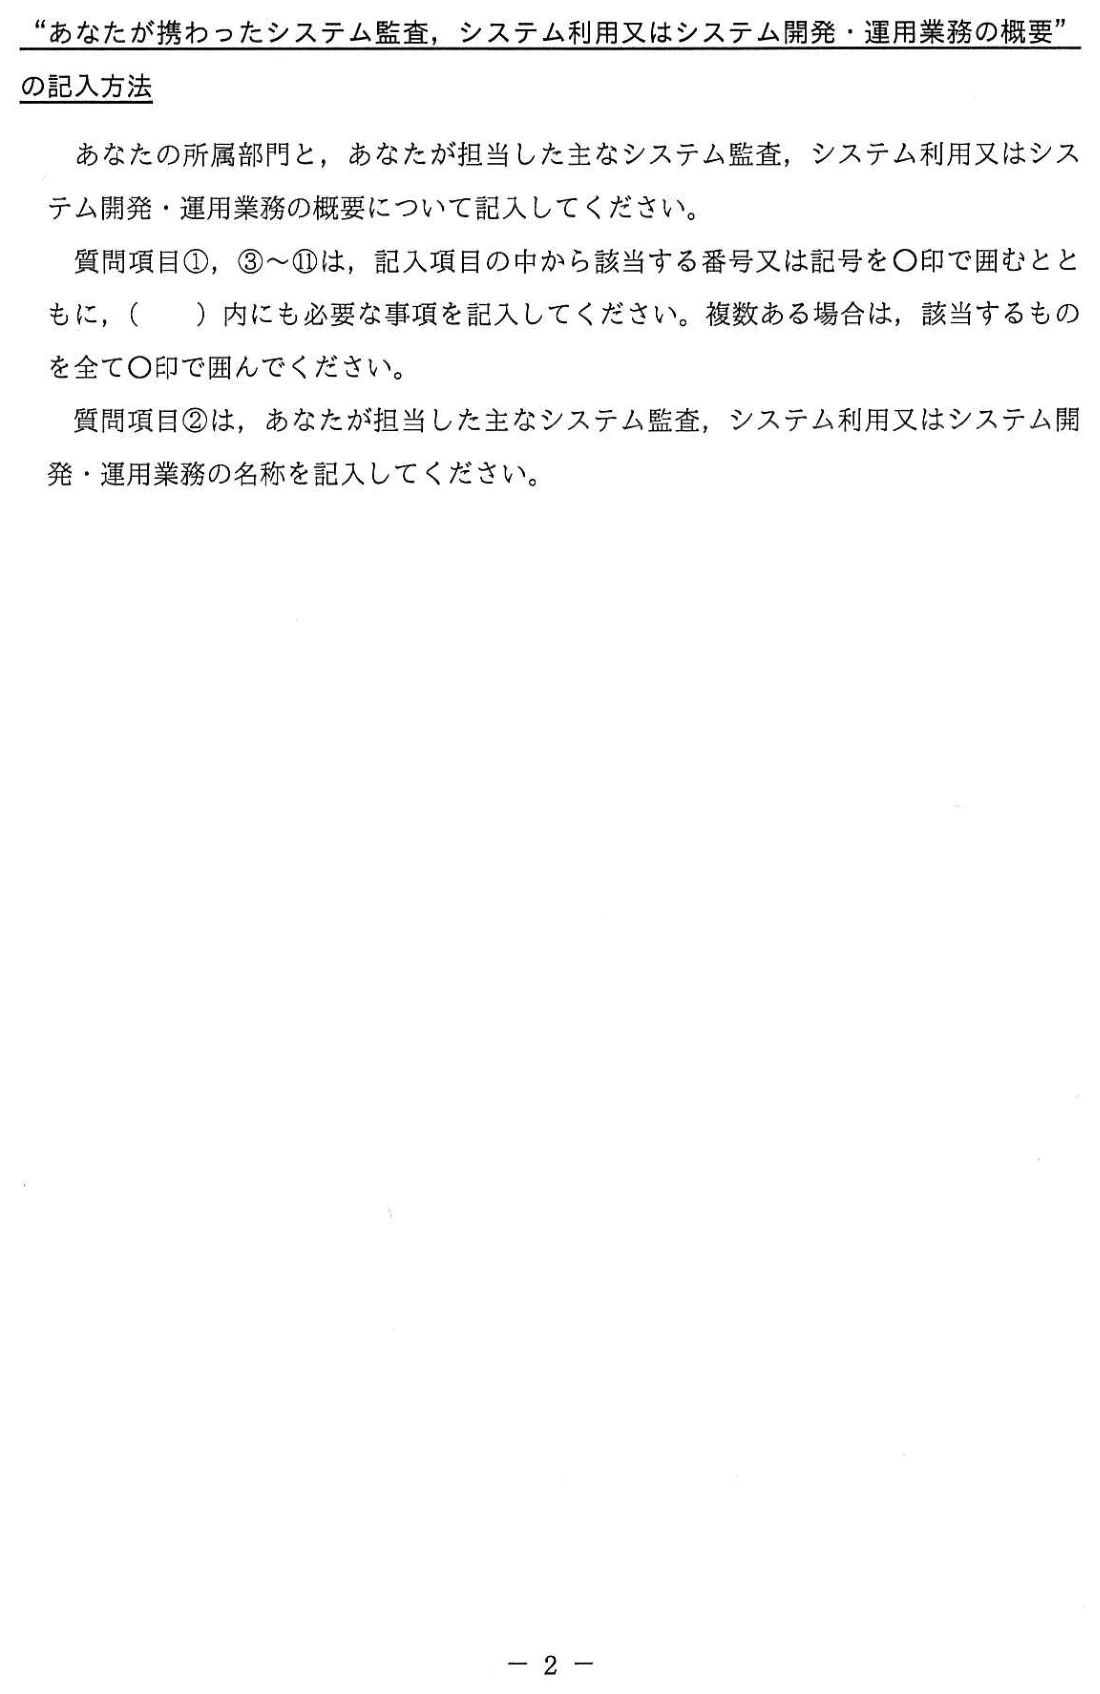 “あなたが携わったシステム監査，システム利用又はシステム開発・運用業務の概要”
の記入方法
あなたの所属部門と，あなたが担当した主なシステム監査，システム利用又はシス
テム開発・運用業務の概要について記入してください。
質問項目①，③～⑪は，記入項目の中から該当する番号又は記号を〇印で囲むとと
もに，（　　）内にも必要な事項を記入してください。複数ある場合は，該当するもの
を全て〇印で囲んでください。
質問項目②は，あなたが担当した主なシステム監査，システム利用又はシステム開
発・運用業務の名称を記入してください。
－ 2 －